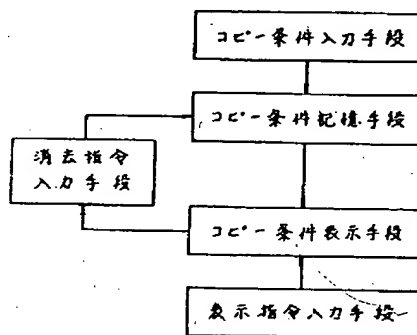 コピー条件入力手段
コピー条件記憶手段
消去指令
入力手段
コピー条件表示手段
表示指令入力手段